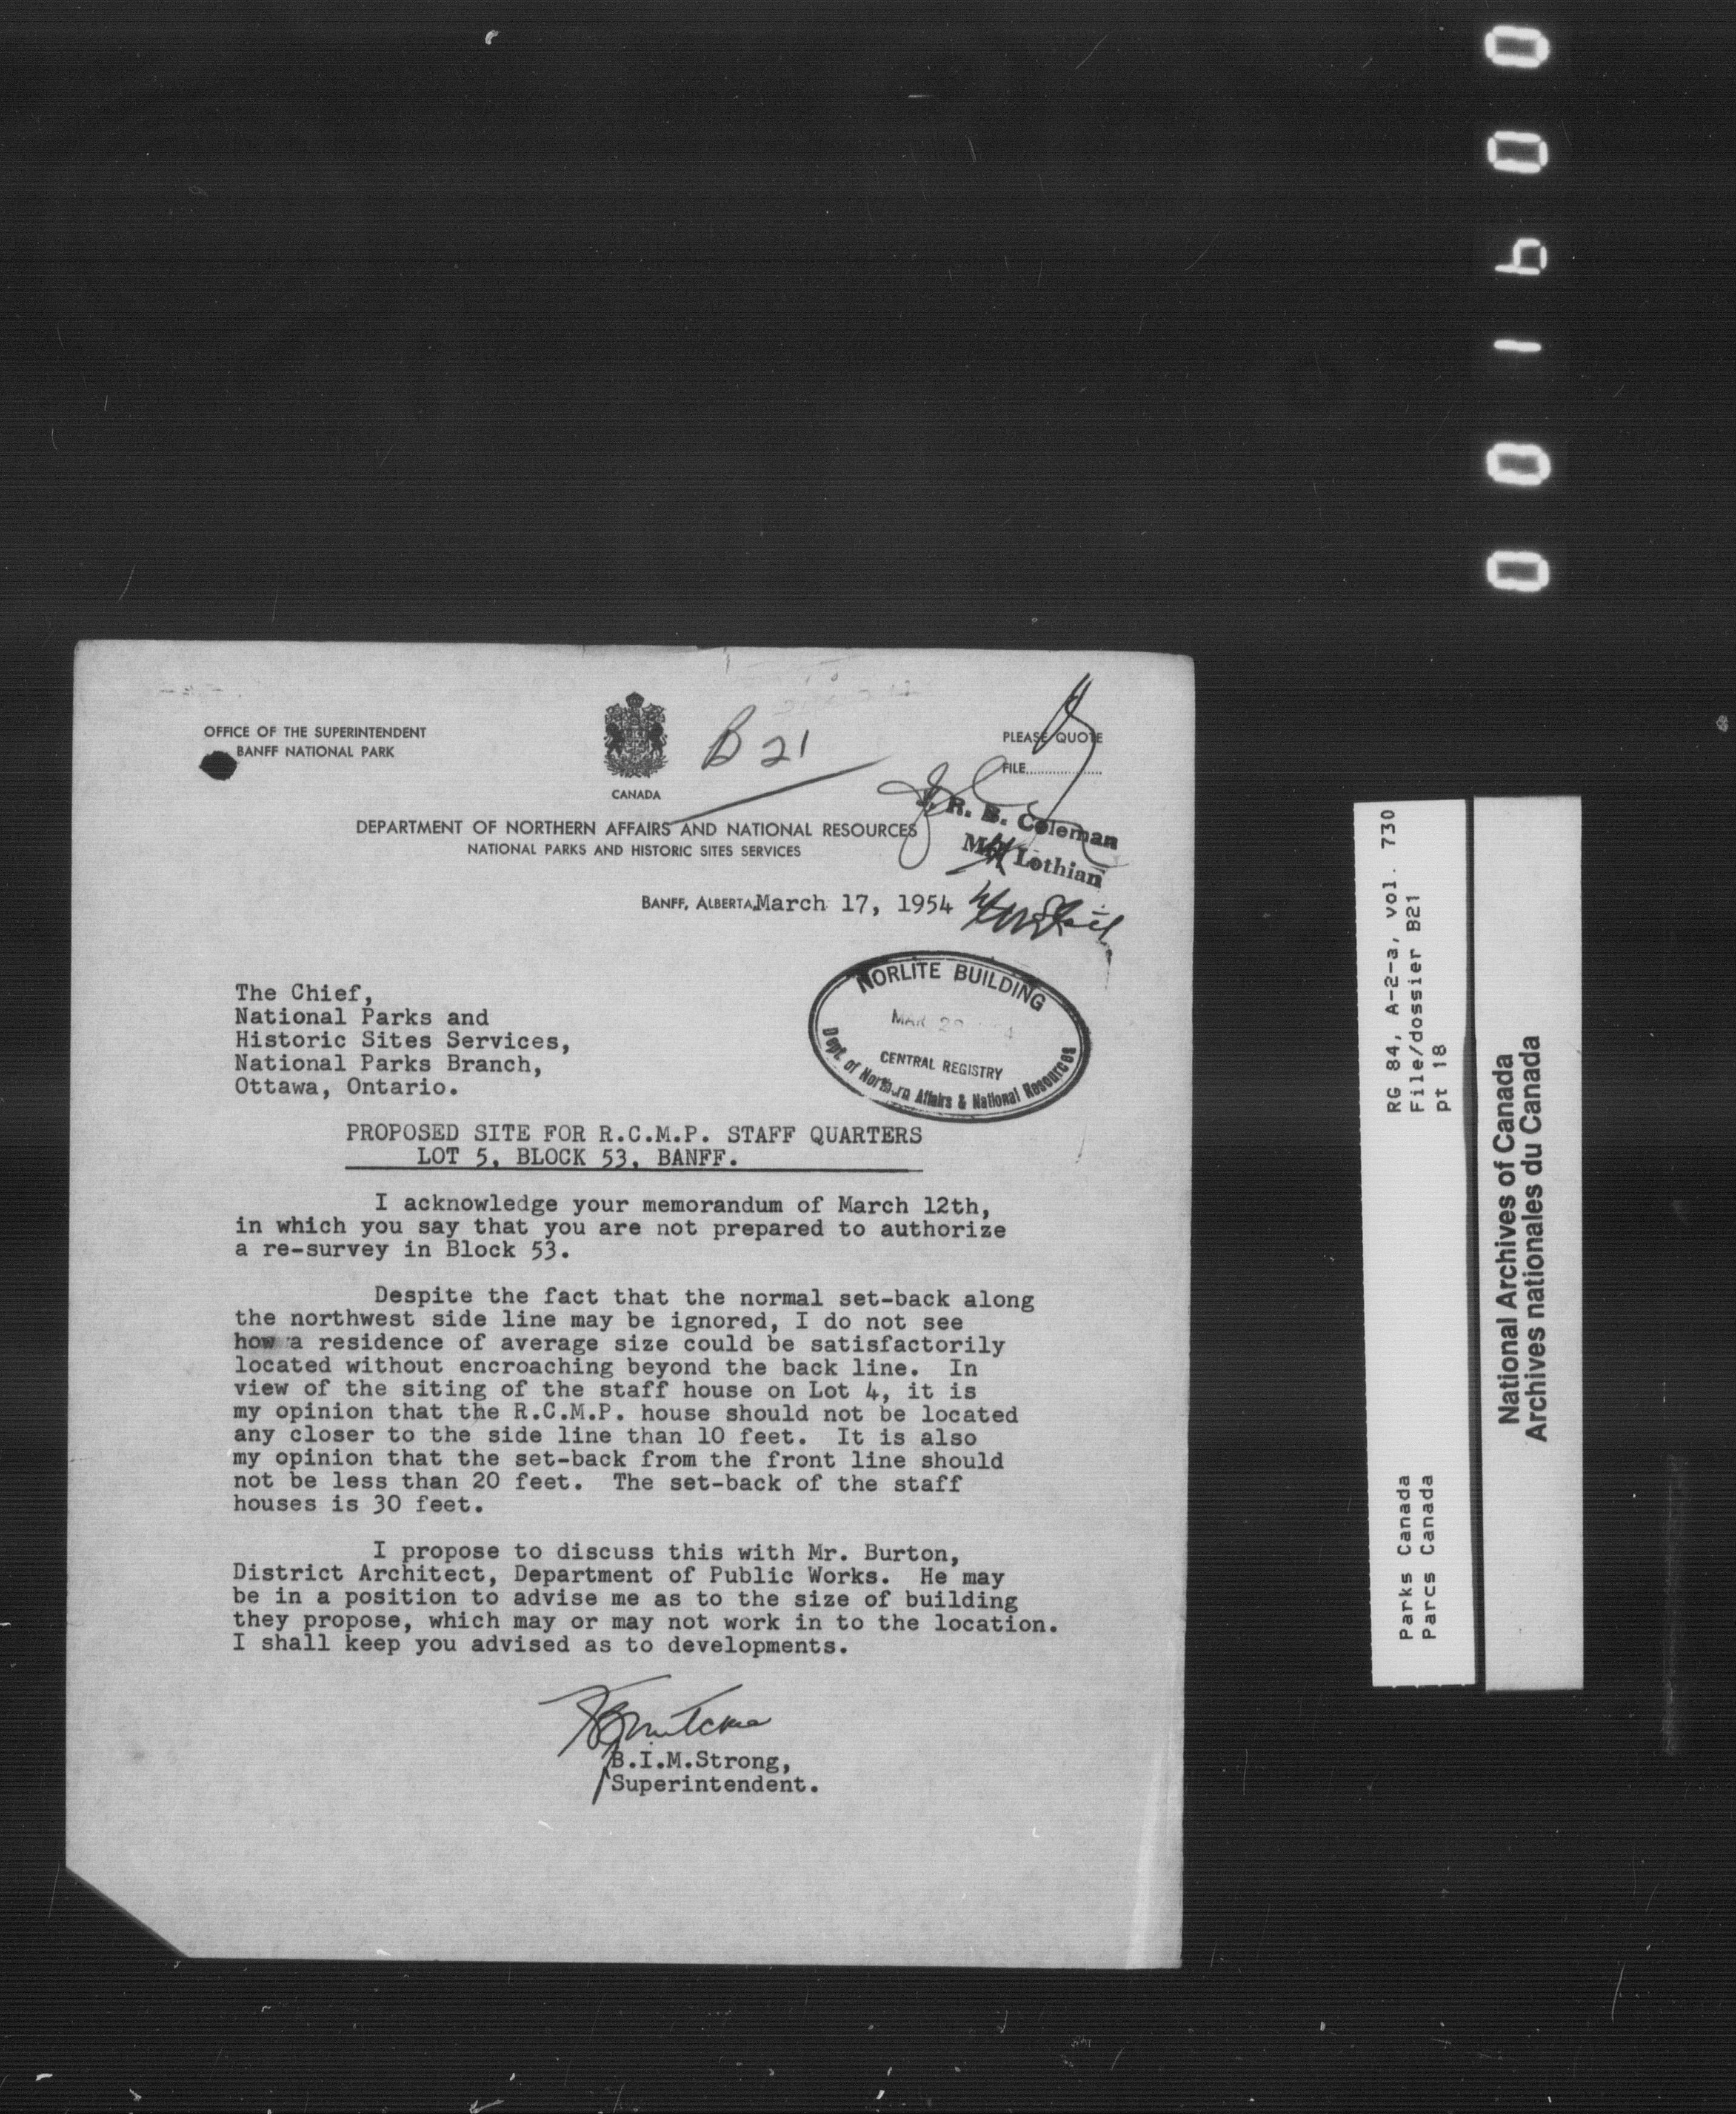 OFFICE OF THE SUPERINTENDENT
BANFF NATIONAL PARK
CANADA
B 21
PLEASE QUOTE
FILE
J. R. B. Coleman
Lothian
DEPARTMENT OF NORTHERN AFFAIRS AND NATIONAL RESOURCES
NATIONAL PARKS AND HISTORIC SITES SERVICES
BANFF, ALBERTA, March 17, 1954
NORLITE BUILDING
MAR
CENTRAL REGISTRY
Dept. of Northern Affairs & National Resources
The Chief,
National Parks and
Historic Sites Services,
National Parks Branch,
Ottawa, Ontario.
PROPOSED SITE FOR R.C.M.P. STAFF QUARTERS
LOT 5, BLOCK 53, BANFF.
I acknowledge your memorandum of March 12th,
in which you say that you are not prepared to authorize
a re-survey in Block 53.
Despite the fact that the normal set-back along
the northwest side line may be ignored, I do not see
how a residence of average size could be satisfactorily
located without encroaching beyond the back line. In
view of the siting of the staff house on Lot 4, it is
my opinion that the R.C.M.P. house should not be located
any closer to the side line than 10 feet. It is also
my opinion that the set-back from the front line should
not be less than 20 feet. The set-back of the staff
houses is 30 feet.
I propose to discuss this with Mr. Burton,
District Architect, Department of Public Works. He may
be in a position to advise me as to the size of building
they propose, which may or may not work in to the location.
I shall keep you advised as to developments.
B.I.M.Strong,
Superintendent.
RG 84, A-2-a, vol. 730
File/dossier B21
pt 18
Parks Canada
Parcs Canada
National Archives of Canada
Archives nationales du Canada